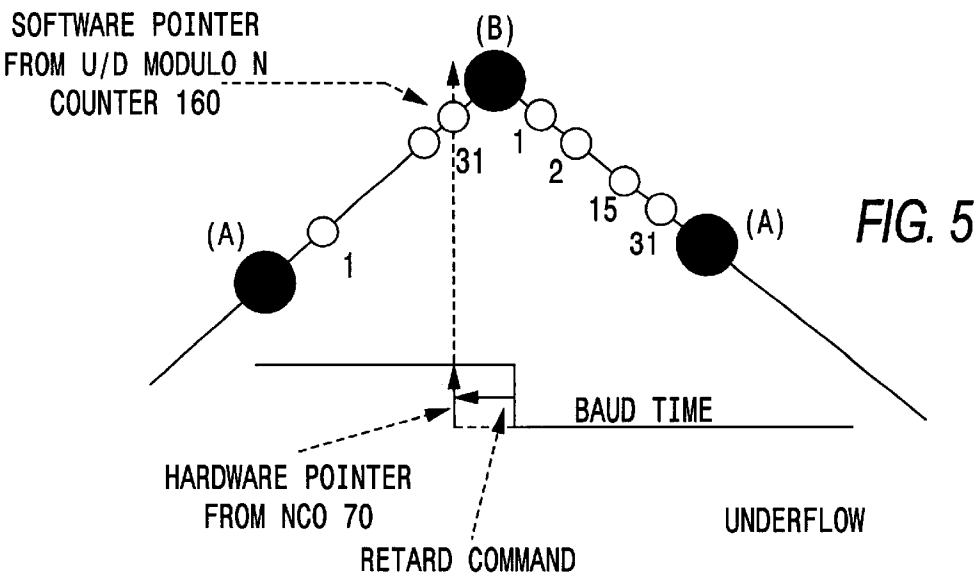 SOFTWARE POINTER
FROM U/D MODULO N
COUNTER 160
(B)
31
1
2
15
31
(A)
1
(A)
FIG. 5
BAUD TIME
HARDWARE POINTER
FROM NCO 70
RETARD COMMAND
UNDERFLOW